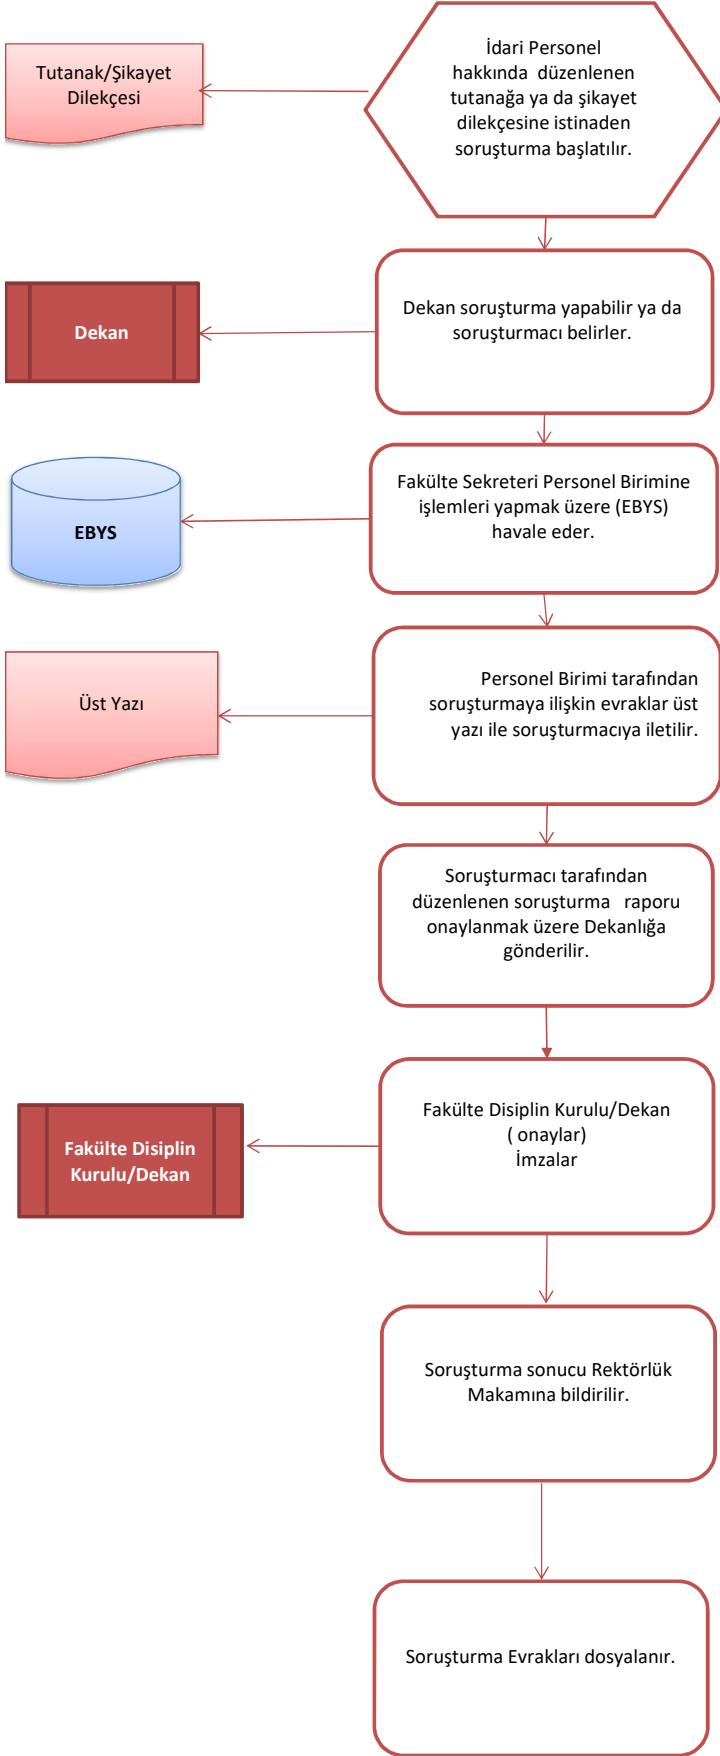 İdari Personel
hakkında düzenlenen
tutanağa ya da şikayet
dilekçesine istinaden
soruşturma başlatılır.
Tutanak/Şikayet
Dilekçesi
Dekan soruşturma yapabilir ya da
soruşturmacı belirler.
Dekan
Fakülte Sekreteri Personel Birimine
işlemleri yapmak üzere (EBYS)
havale eder.
EBYS
Personel Birimi tarafından
soruşturmaya ilişkin evraklar üst
yazı ile soruşturmacıya iletilir.
Üst Yazı
Soruşturmacı tarafından
düzenlenen soruşturma raporu
onaylanmak üzere Dekanlığa
gönderilir.
Fakülte Disiplin Kurulu/Dekan
( onaylar)
İmzalar
Fakülte Disiplin
Kurulu/Dekan
Soruşturma sonucu Rektörlük
Makamına bildirilir.
Soruşturma Evrakları dosyalanır.